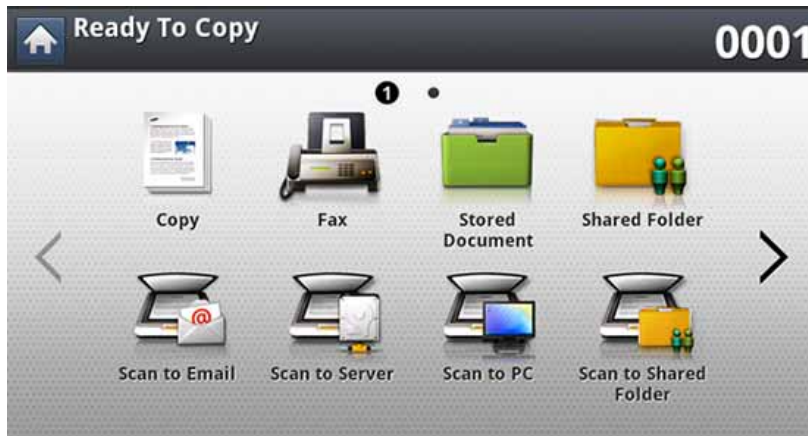 Ready To Copy
0001
1
Copy
Fax
Stored
Document
Shared Folder
@
Scan to Email
Scan to Server
Scan to PC
Scan to Shared
Folder